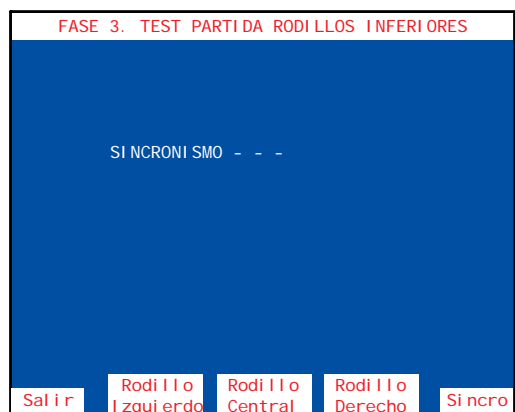 FASE 3. TEST PARTIDA RODILLOS INFERIORES
SINCRONISMO - - -
Salir
Rodillo
Izquierdo
Rodillo
Central
Rodillo
Derecho
Sincro